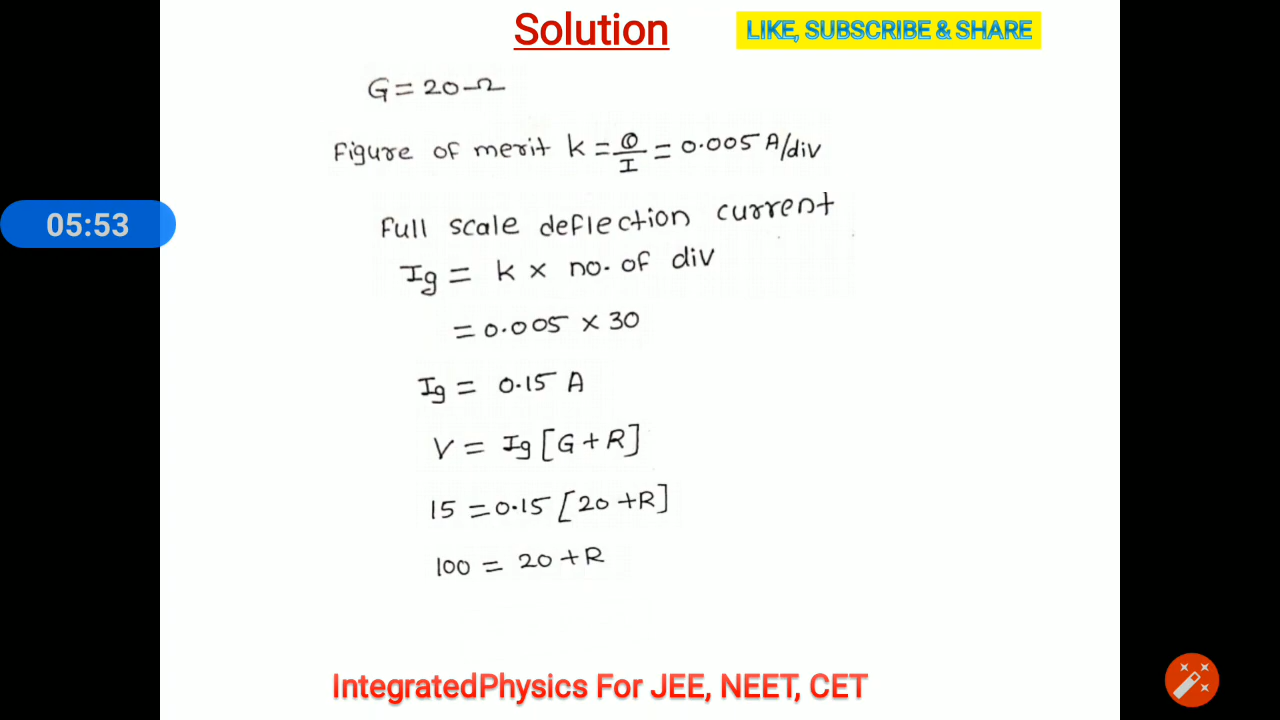 Solution
LIKE, SUBSCRIBE & SHARE
G = 20 Ω
Figure of merit k = θ/I = 0.005 A/div
05:53
Full scale deflection current
Ig = k × no. of div
= 0.005 × 30
Ig = 0.15 A
V = Ig [G + R]
15 = 0.15 [20 + R]
100 = 20 + R
IntegratedPhysics For JEE, NEET, CET